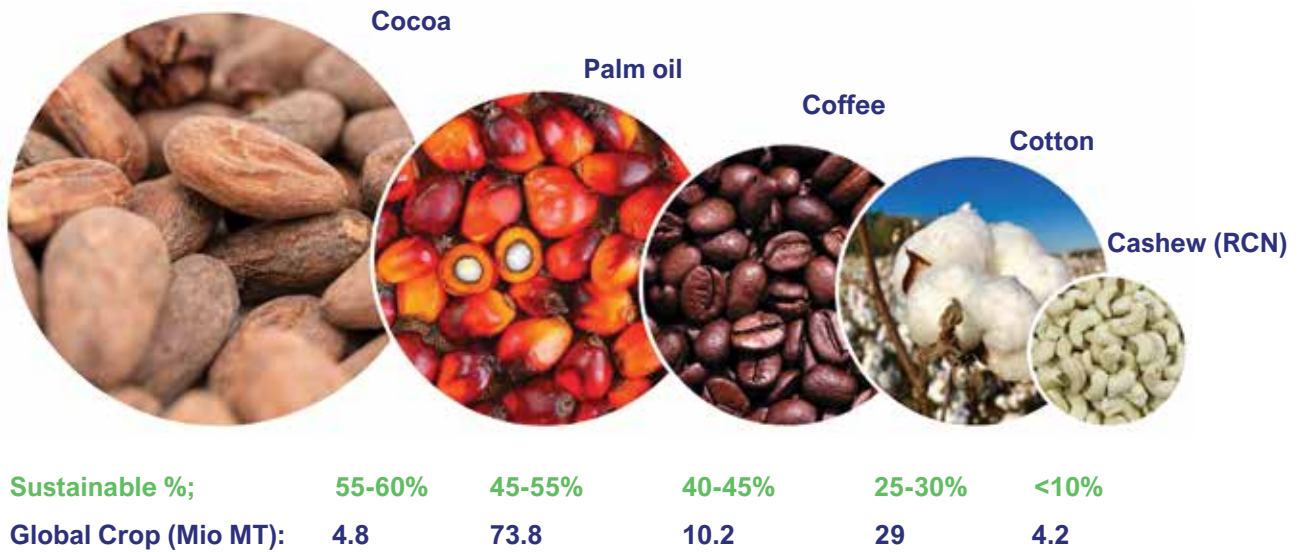 Cocoa
Palm oil
Coffee
Cotton
Cashew (RCN)
Sustainable %; 55-60% 45-55% 40-45% 25-30% <10%
Global Crop (Mio MT): 4.8 73.8 10.2 29 4.2